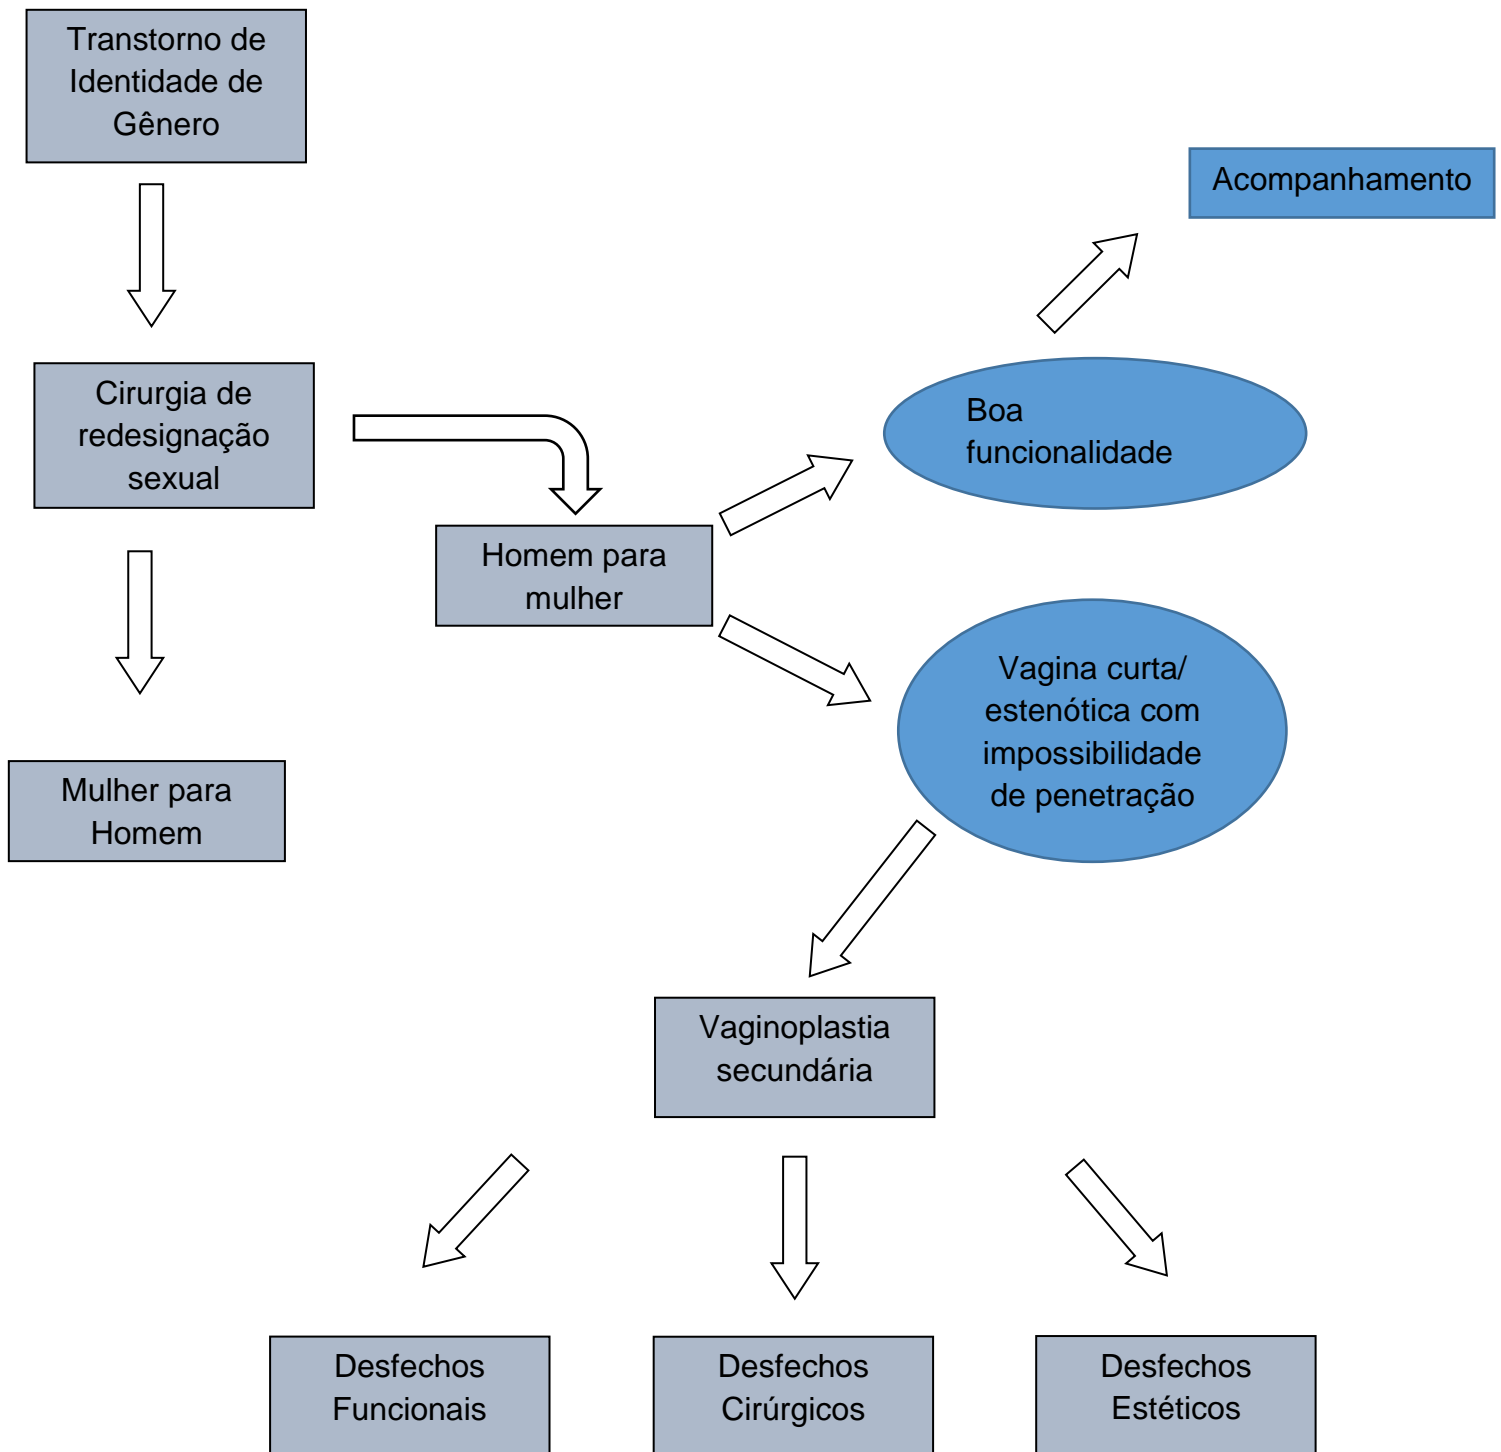 Transtorno de
Identidade de
Gênero
Acompanhamento
Cirurgia de
redesignação
sexual
Boa
funcionalidade
Homem para
mulher
Vagina curta/
estenótica com
impossibilidade
de penetração
Mulher para
Homem
Vaginoplastia
secundária
Desfechos
Funcionais
Desfechos
Cirúrgicos
Desfechos
Estéticos